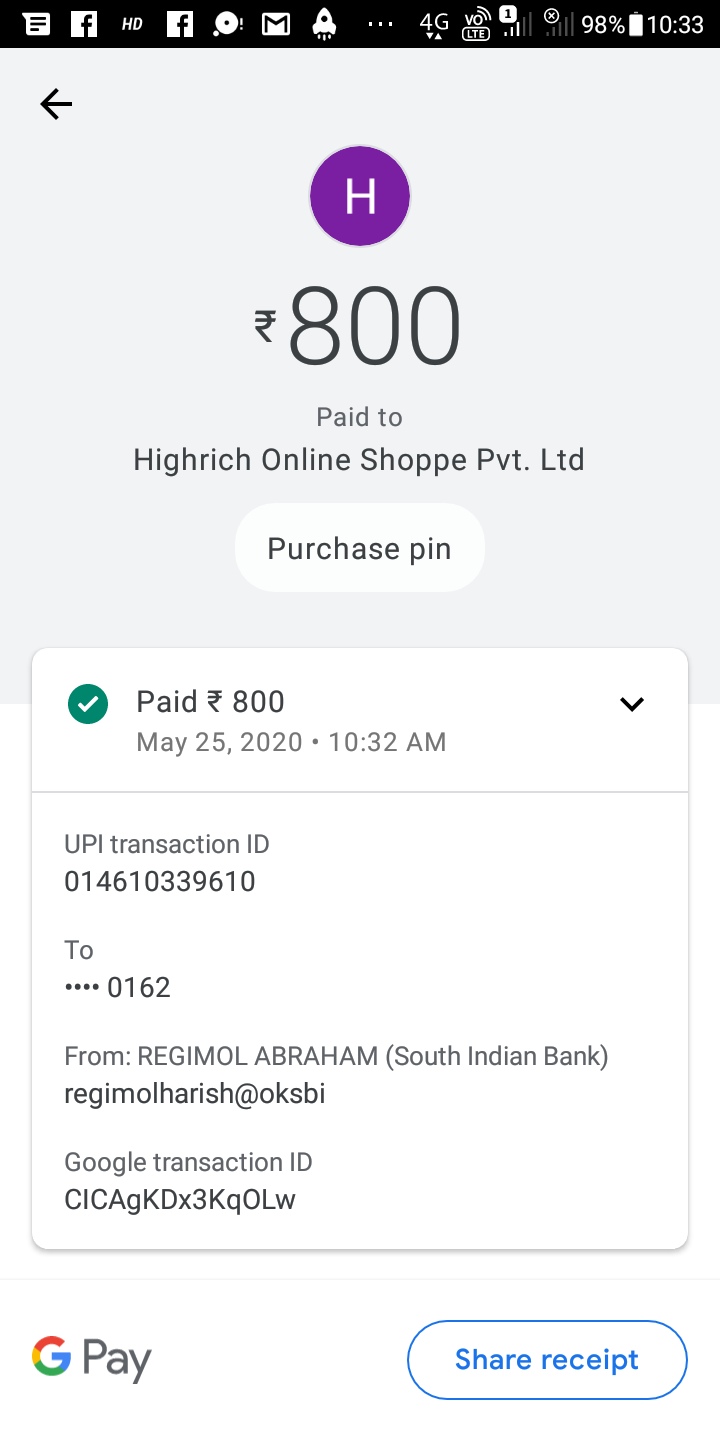 HD
4G
VO
LTE
1
98%
10:33
H
₹800
Paid to
Highrich Online Shoppe Pvt. Ltd
Purchase pin
Paid ₹ 800
May 25, 2020 • 10:32 AM
UPI transaction ID
014610339610
To
•••• 0162
From: REGIMOL ABRAHAM (South Indian Bank)
regimolharish@oksbi
Google transaction ID
CICAgKDx3KqOLw
G Pay
Share receipt